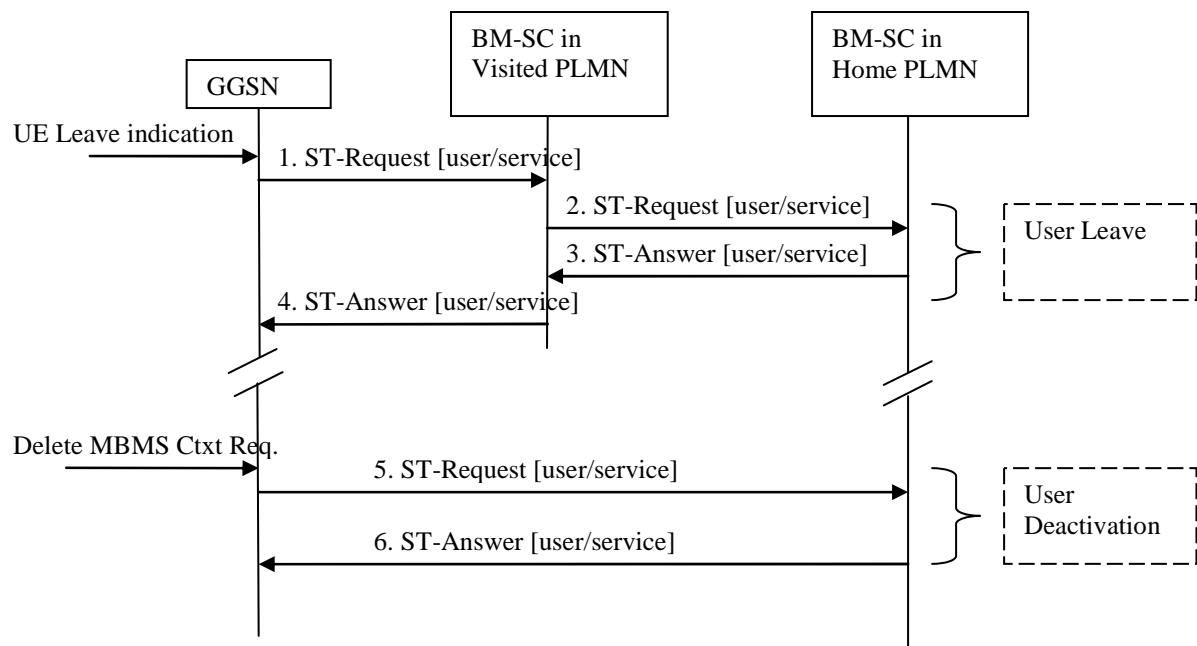 BM-SC in
Visited PLMN
BM-SC in
Home PLMN
GGSN
UE Leave indication
1. ST-Request [user/service]
2. ST-Request [user/service]
User Leave
3. ST-Answer [user/service]
4. ST-Answer [user/service]
Delete MBMS Ctxt Req.
5. ST-Request [user/service]
User
Deactivation
6. ST-Answer [user/service]